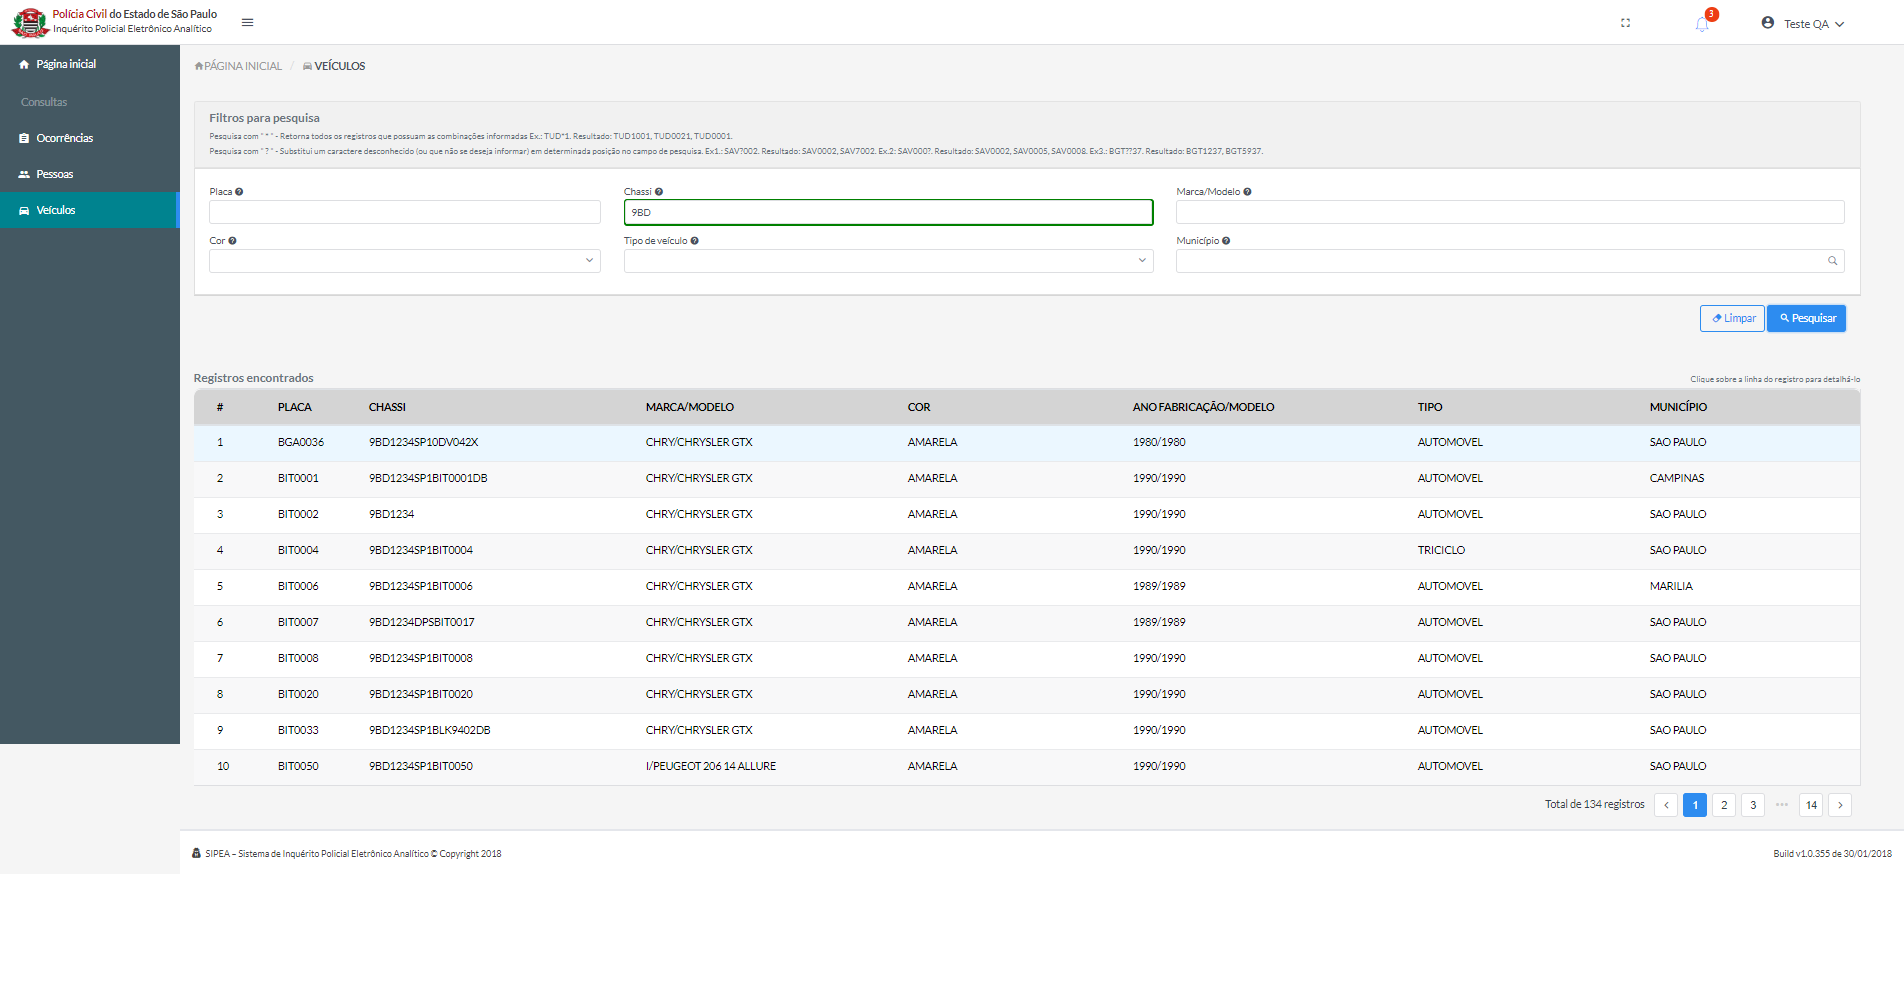 Polícia Civil do Estado de São Paulo
Inquérito Policial Eletrônico Analítico
3
Teste QA
Página inicial
Consultas
Ocorrências
Pessoas
Veículos
PÁGINA INICIAL / VEÍCULOS
Filtros para pesquisa
Pesquisa com " * " - Retorna todos os registros que possuam as combinações informadas Ex.: TUD*1. Resultado: TUD1001, TUD0021, TUD0001.
Pesquisa com " ? " - Substitui um caractere desconhecido (ou que não se deseja informar) em determinada posição no campo de pesquisa. Ex1.: SAV?002. Resultado: SAV0002, SAV7002. Ex.2: SAV000?. Resultado: SAV0002, SAV0005, SAV0008. Ex3.: BGT??37. Resultado: BGT1237, BGT5937.
Placa Chassi Marca/Modelo
9BD
Cor Tipo de veículo Município
Limpar Pesquisar
Registros encontrados
Clique sobre a linha do registro para detalhá-lo
# PLACA CHASSI MARCA/MODELO COR ANO FABRICAÇÃO/MODELO TIPO MUNICÍPIO
1 BGA0036 9BD1234SP10DV042X CHRY/CHRYSLER GTX AMARELA 1980/1980 AUTOMOVEL SAO PAULO
2 BIT0001 9BD1234SP1BIT0001DB CHRY/CHRYSLER GTX AMARELA 1990/1990 AUTOMOVEL CAMPINAS
3 BIT0002 9BD1234 CHRY/CHRYSLER GTX AMARELA 1990/1990 AUTOMOVEL SAO PAULO
4 BIT0004 9BD1234SP1BIT0004 CHRY/CHRYSLER GTX AMARELA 1990/1990 TRICICLO SAO PAULO
5 BIT0006 9BD1234SP1BIT0006 CHRY/CHRYSLER GTX AMARELA 1989/1989 AUTOMOVEL MARILIA
6 BIT0007 9BD1234DPSBIT0017 CHRY/CHRYSLER GTX AMARELA 1989/1989 AUTOMOVEL SAO PAULO
7 BIT0008 9BD1234SP1BIT0008 CHRY/CHRYSLER GTX AMARELA 1990/1990 AUTOMOVEL SAO PAULO
8 BIT0020 9BD1234SP1BIT0020 CHRY/CHRYSLER GTX AMARELA 1990/1990 AUTOMOVEL SAO PAULO
9 BIT0033 9BD1234SP1BLK9402DB CHRY/CHRYSLER GTX AMARELA 1990/1990 AUTOMOVEL SAO PAULO
10 BIT0050 9BD1234SP1BIT0050 I/PEUGEOT 206 14 ALLURE AMARELA 1990/1990 AUTOMOVEL SAO PAULO
Total de 134 registros < 1 2 3 ••• 14 >
SIPEA – Sistema de Inquérito Policial Eletrônico Analítico © Copyright 2018
Build v1.0.355 de 30/01/2018